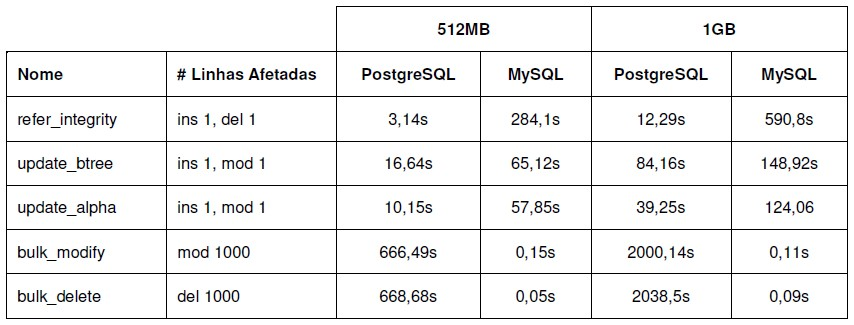 512MB 1GB
Nome # Linhas Afetadas PostgreSQL MySQL PostgreSQL MySQL
refer_integrity ins 1, del 1 3,14s 284,1s 12,29s 590,8s
update_btree ins 1, mod 1 16,64s 65,12s 84,16s 148,92s
update_alpha ins 1, mod 1 10,15s 57,85s 39,25s 124,06
bulk_modify mod 1000 666,49s 0,15s 2000,14s 0,11s
bulk_delete del 1000 668,68s 0,05s 2038,5s 0,09s